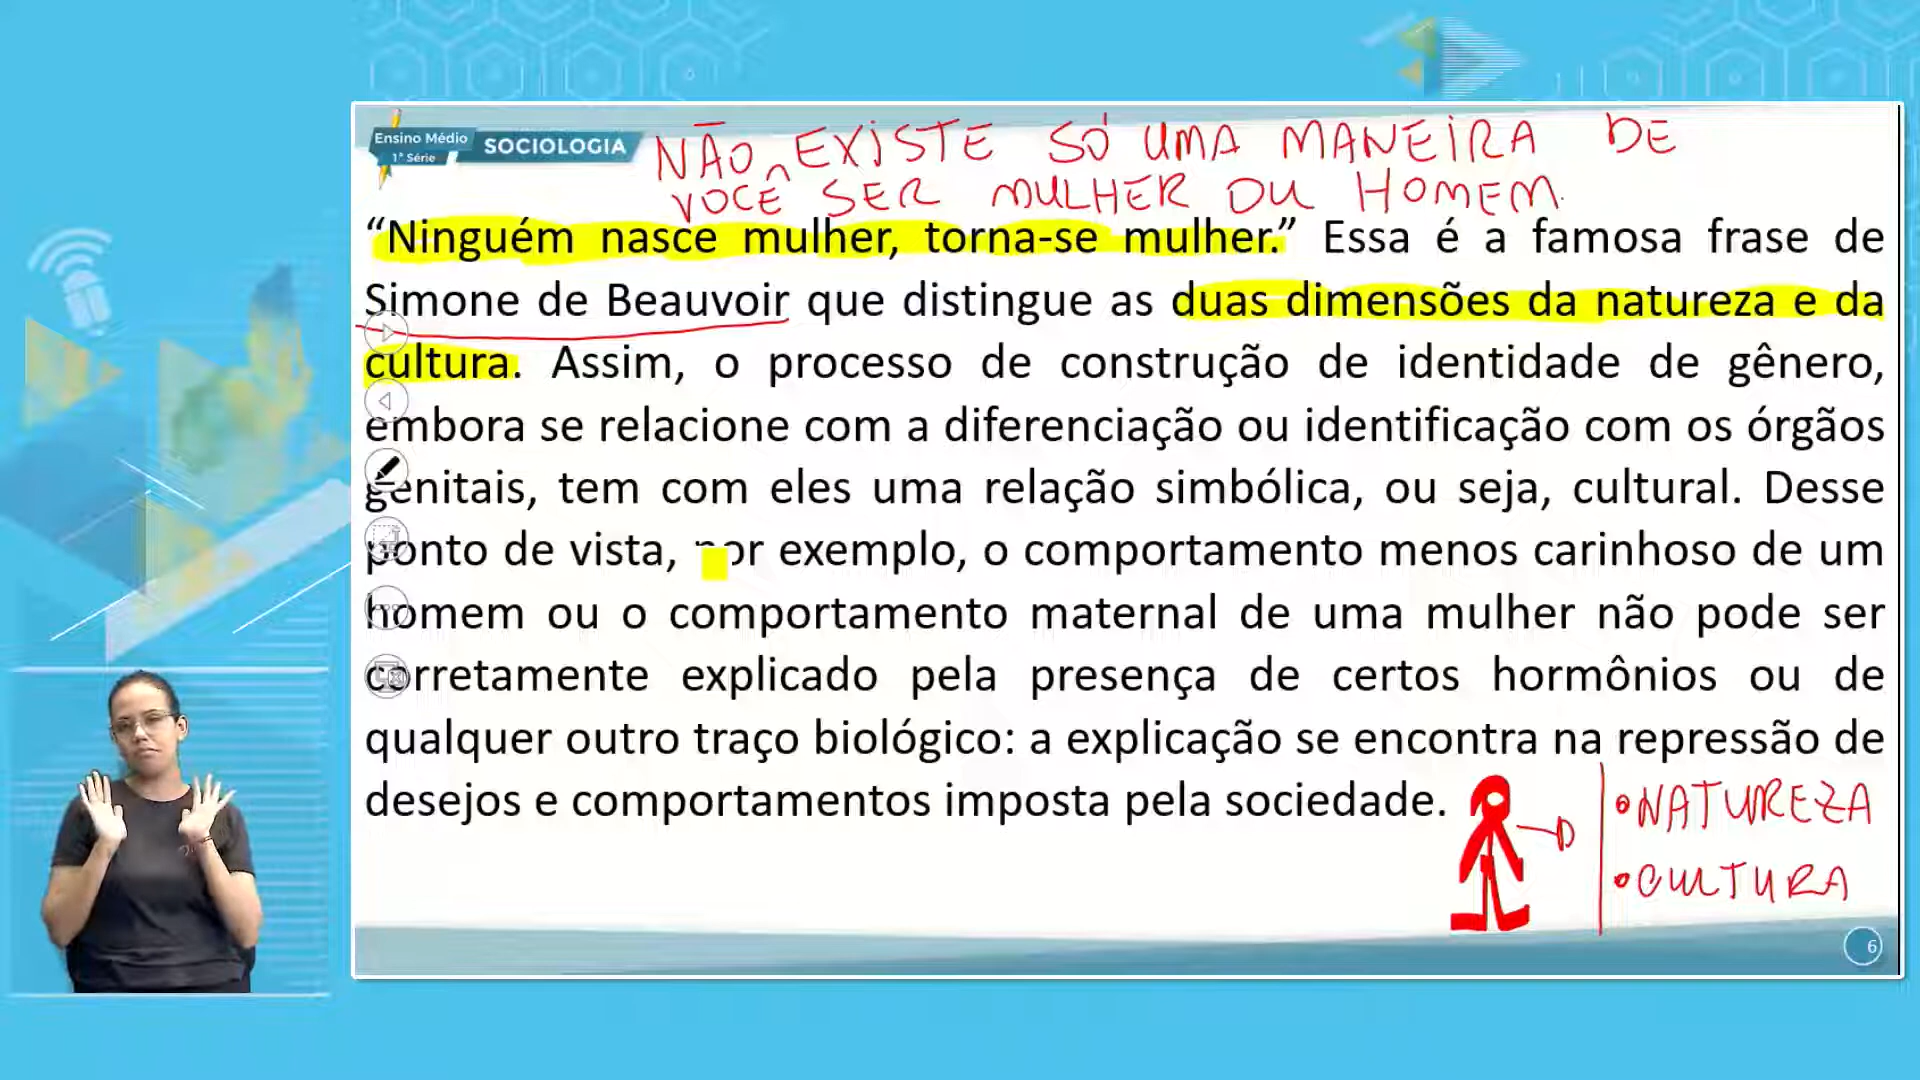 Ensino Médio
1ª Série
SOCIOLOGIA
NÃO EXISTE SÓ UMA MANEIRA DE
VOCÊ SER MULHER OU HOMEM.
“Ninguém nasce mulher, torna-se mulher.” Essa é a famosa frase de
Simone de Beauvoir que distingue as duas dimensões da natureza e da
cultura. Assim, o processo de construção de identidade de gênero,
embora se relacione com a diferenciação ou identificação com os órgãos
genitais, tem com eles uma relação simbólica, ou seja, cultural. Desse
ponto de vista, por exemplo, o comportamento menos carinhoso de um
homem ou o comportamento maternal de uma mulher não pode ser
corretamente explicado pela presença de certos hormônios ou de
qualquer outro traço biológico: a explicação se encontra na repressão de
desejos e comportamentos imposta pela sociedade.
• NATUREZA
• CULTURA
6